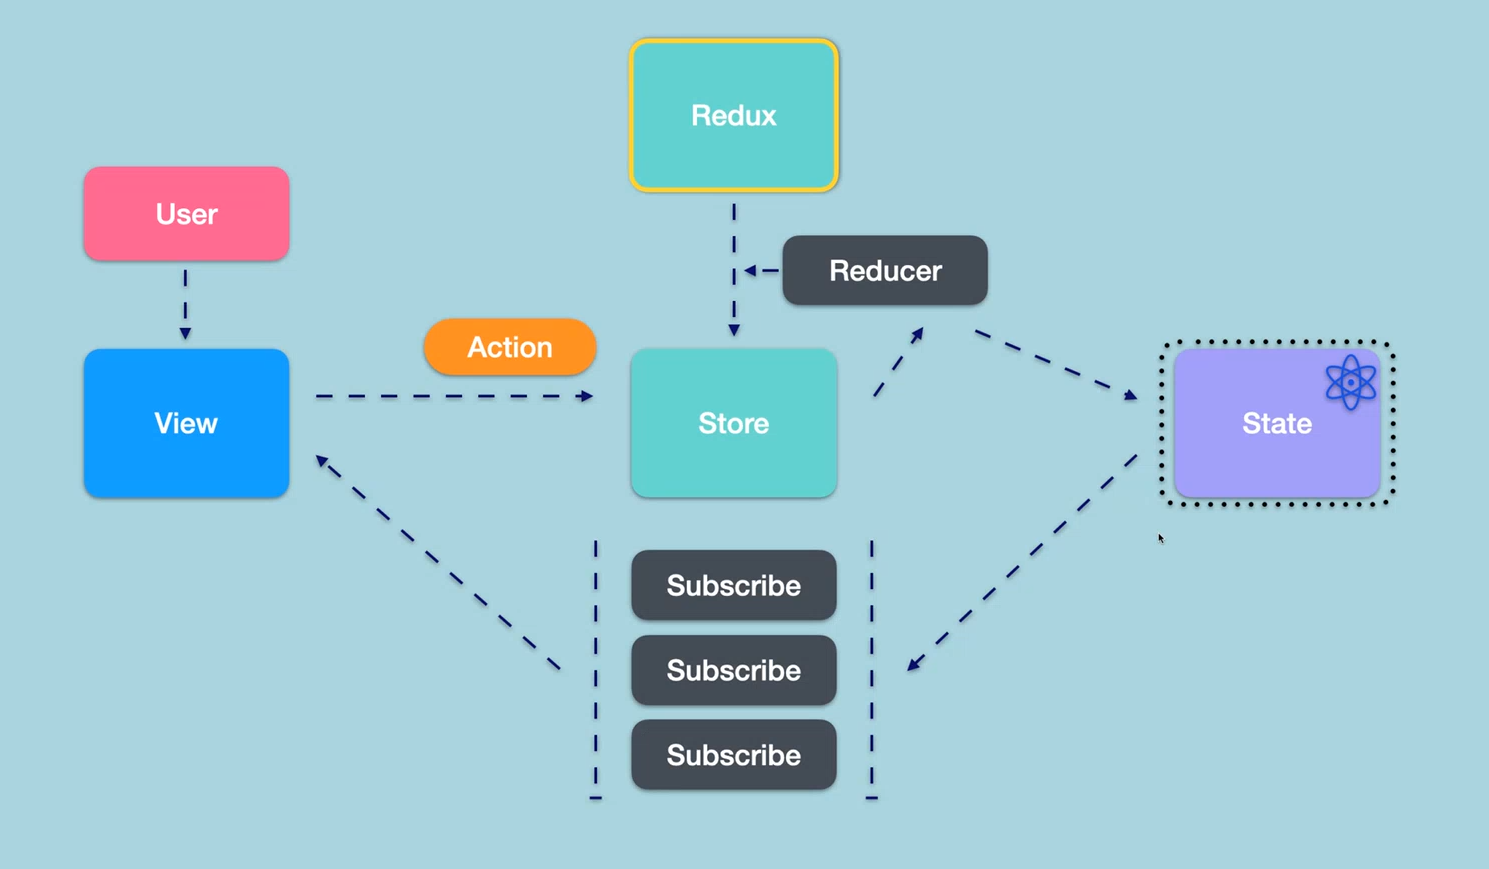 Redux
User
Reducer
Action
View
Store
State
Subscribe
Subscribe
Subscribe